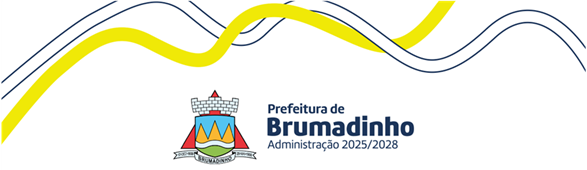 Prefeitura de
Brumadinho
Administração 2025/2028
BRUMADINHO